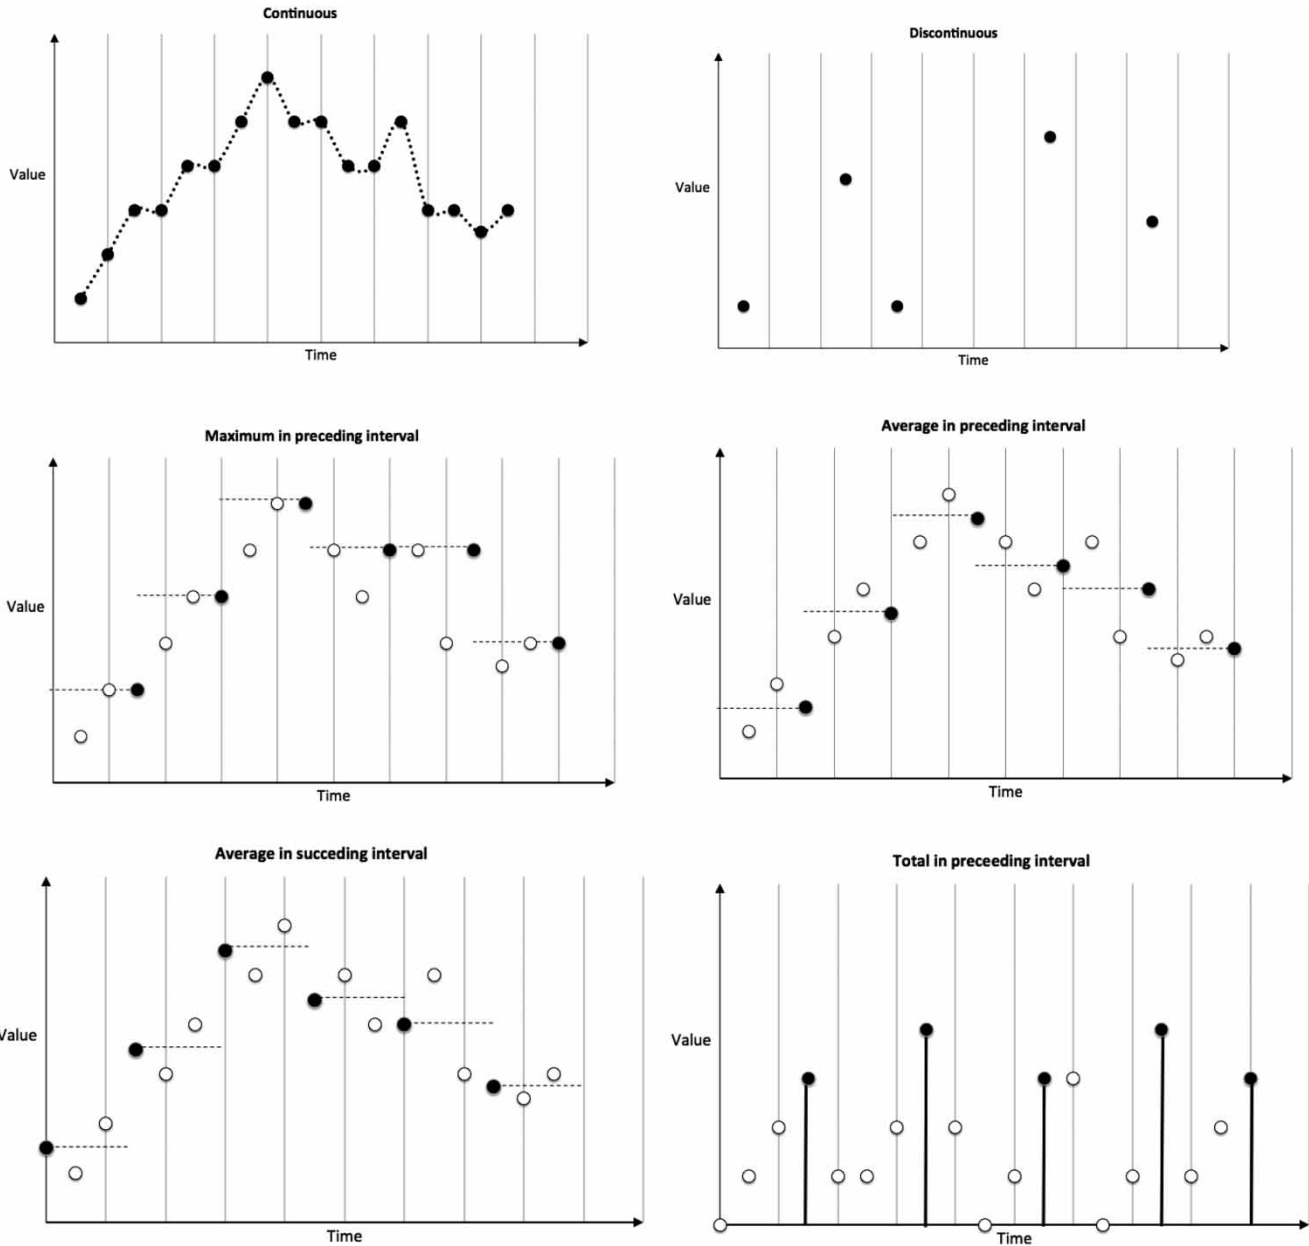 Continuous
Value
Time
Discontinuous
Value
Time
Maximum in preceding interval
Value
Time
Average in preceding interval
Value
Time
Average in succeding interval
Value
Time
Total in preceeding interval
Value
Time